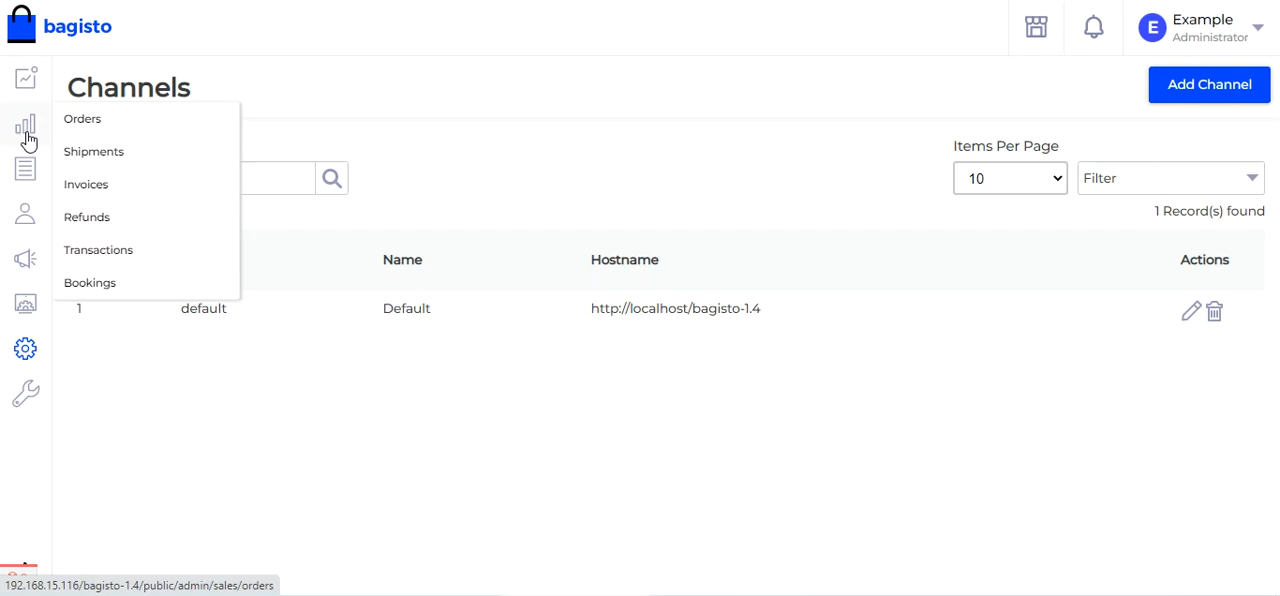 bagisto
E
Example
Administrator
Channels
Add Channel
Orders
Shipments
Invoices
Refunds
Transactions
Bookings
Items Per Page
10
Filter
1 Record(s) found
Name
Hostname
Actions
1
default
Default
http://localhost/bagisto-1.4
192.168.15.116/bagisto-1.4/public/admin/sales/orders